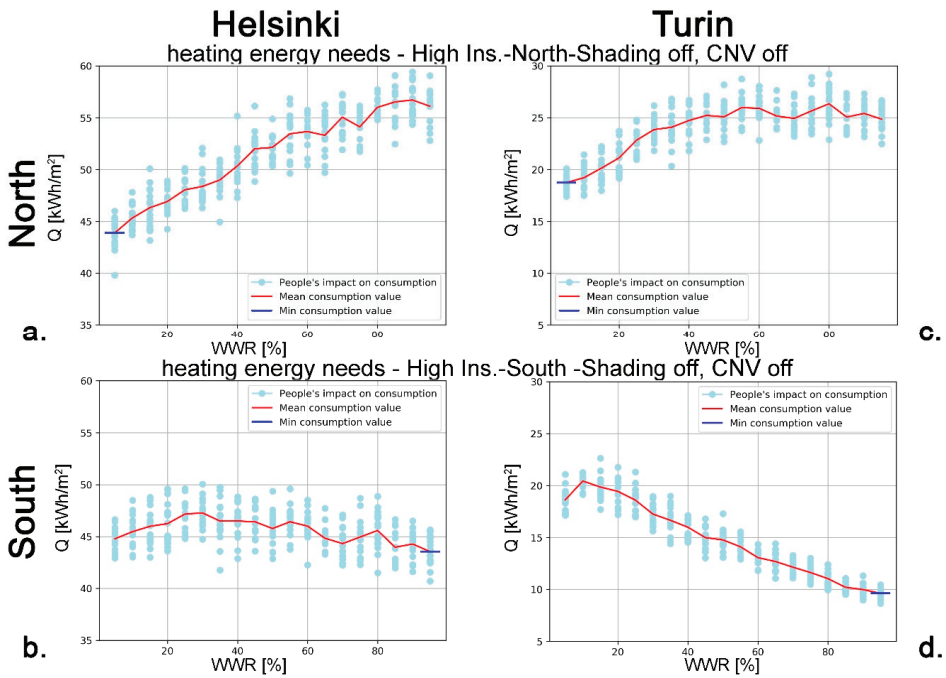 Helsinki
Turin
heating energy needs - High Ins.-North-Shading off, CNV off
North
a.
60
55
50
45
40
35
Q [kWh/m²]
People's impact on consumption
Mean consumption value
Min consumption value
20
40
60
80
WWR [%]
30
25
20
15
10
5
Q [kWh/m²]
People's impact on consumption
Mean consumption value
Min consumption value
20
40
60
80
WWR [%]
c.
heating energy needs - High Ins.-South -Shading off, CNV off
South
b.
60
55
50
45
40
35
Q [kWh/m²]
People's impact on consumption
Mean consumption value
Min consumption value
20
40
60
80
WWR [%]
30
25
20
15
10
5
Q [kWh/m²]
People's impact on consumption
Mean consumption value
Min consumption value
20
40
60
80
WWR [%]
d.